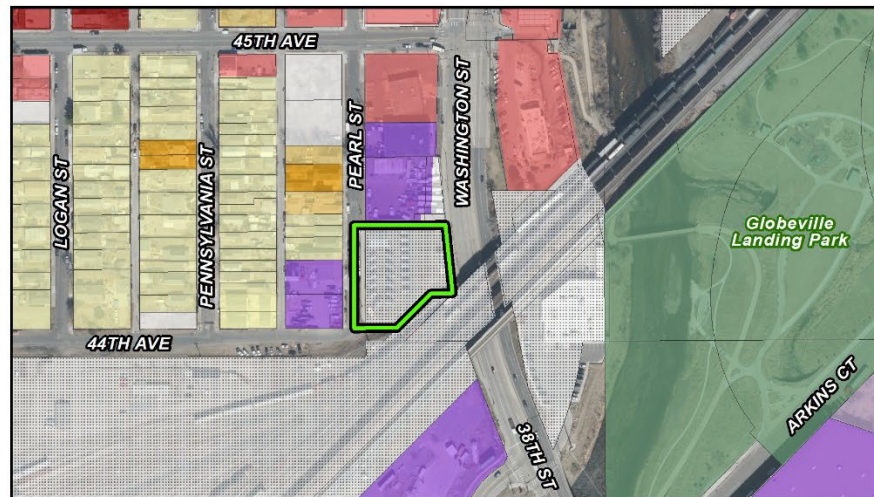 45TH AVE
LOGAN ST
PENNSYLVANIA ST
PEARL ST
WASHINGTON ST
Globeville
Landing Park
44TH AVE
38TH ST
ARKINS CT